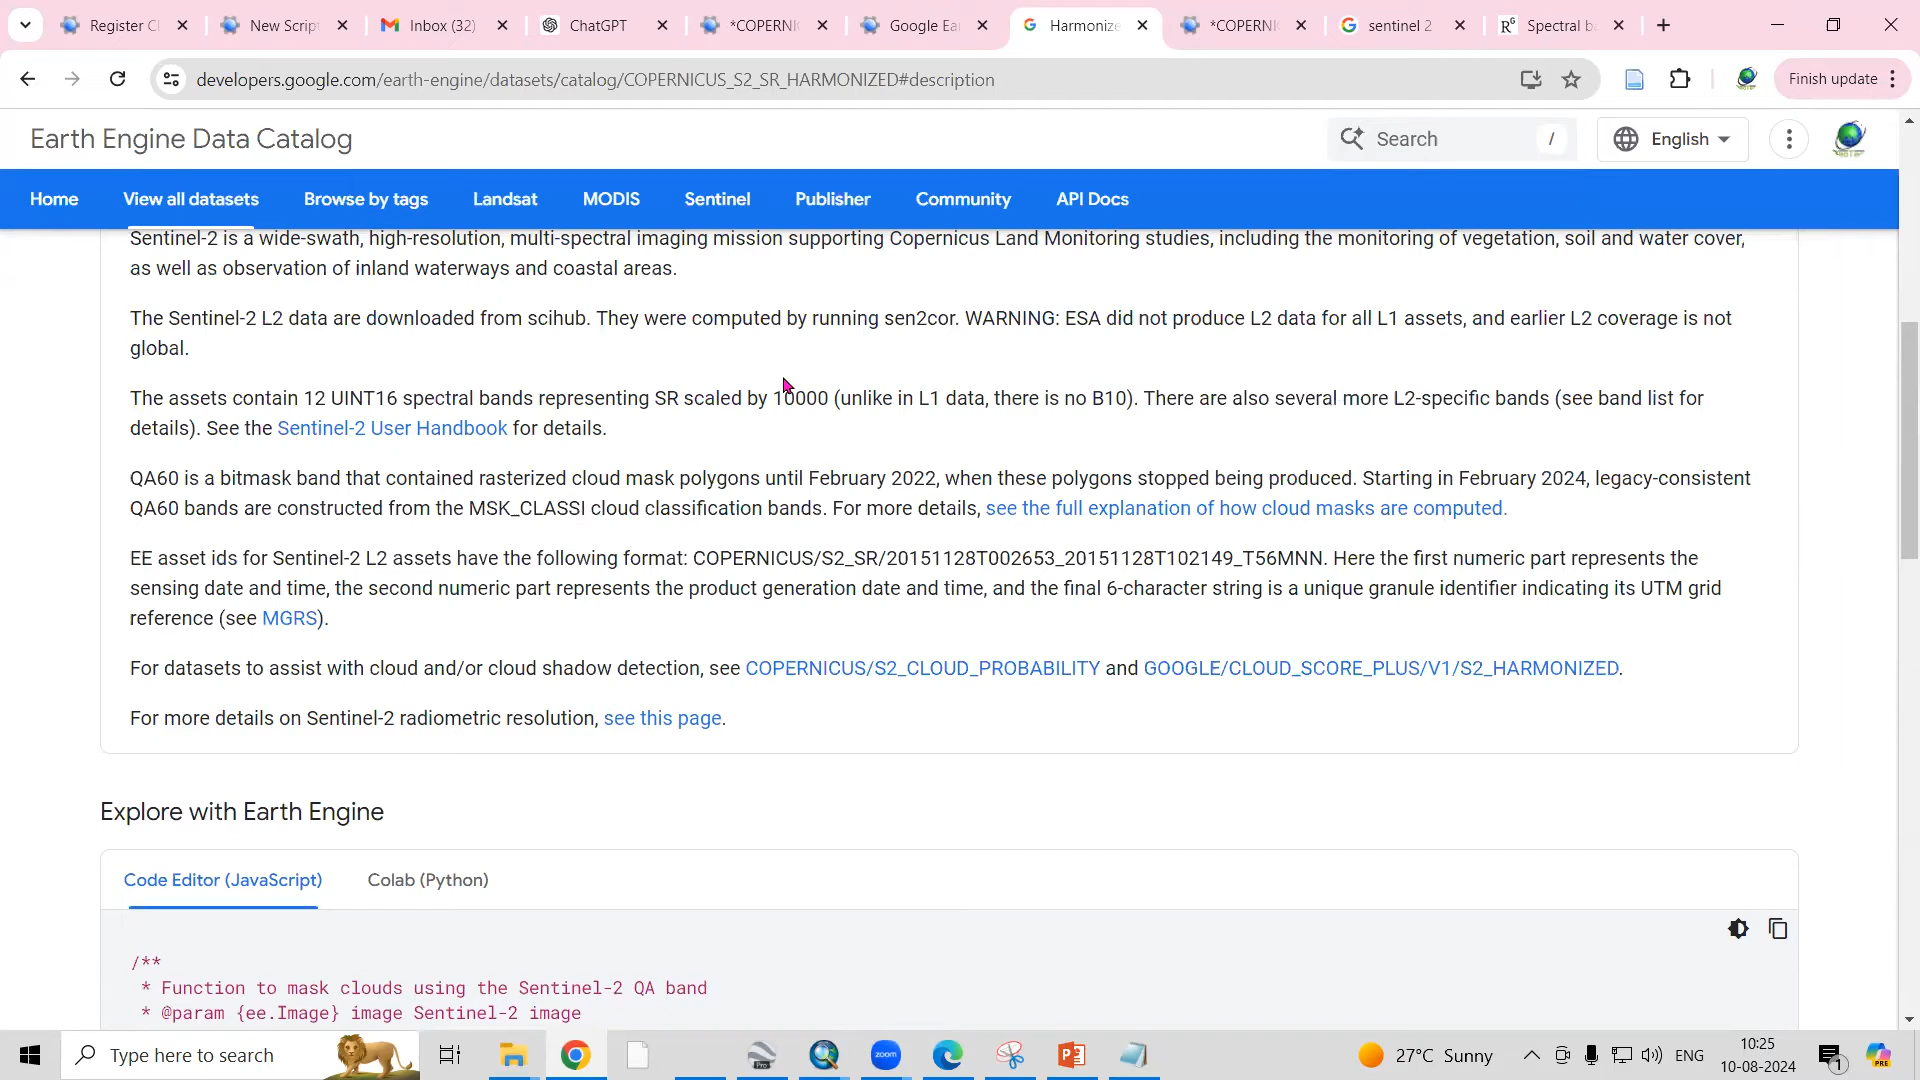 Register Cl
New Script
Inbox (32)
ChatGPT
*COPERNIC
Google Ear
Harmonize
*COPERNI
sentinel 2
Spectral b
developers.google.com/earth-engine/datasets/catalog/COPERNICUS_S2_SR_HARMONIZED#description
Finish update
Earth Engine Data Catalog
Search /
English
Home View all datasets Browse by tags Landsat MODIS Sentinel Publisher Community API Docs
Sentinel-2 is a wide-swath, high-resolution, multi-spectral imaging mission supporting Copernicus Land Monitoring studies, including the monitoring of vegetation, soil and water cover,
as well as observation of inland waterways and coastal areas.
The Sentinel-2 L2 data are downloaded from scihub. They were computed by running sen2cor. WARNING: ESA did not produce L2 data for all L1 assets, and earlier L2 coverage is not
global.
The assets contain 12 UINT16 spectral bands representing SR scaled by 10000 (unlike in L1 data, there is no B10). There are also several more L2-specific bands (see band list for
details). See the Sentinel-2 User Handbook for details.
QA60 is a bitmask band that contained rasterized cloud mask polygons until February 2022, when these polygons stopped being produced. Starting in February 2024, legacy-consistent
QA60 bands are constructed from the MSK_CLASSI cloud classification bands. For more details, see the full explanation of how cloud masks are computed.
EE asset ids for Sentinel-2 L2 assets have the following format: COPERNICUS/S2_SR/20151128T002653_20151128T102149_T56MNN. Here the first numeric part represents the
sensing date and time, the second numeric part represents the product generation date and time, and the final 6-character string is a unique granule identifier indicating its UTM grid
reference (see MGRS).
For datasets to assist with cloud and/or cloud shadow detection, see COPERNICUS/S2_CLOUD_PROBABILITY and GOOGLE/CLOUD_SCORE_PLUS/V1/S2_HARMONIZED.
For more details on Sentinel-2 radiometric resolution, see this page.
Explore with Earth Engine
Code Editor (JavaScript) Colab (Python)
/**
* Function to mask clouds using the Sentinel-2 QA band
* @param {ee.Image} image Sentinel-2 image
Type here to search
Pro
zoom
27°C Sunny
ENG
10:25
10-08-2024
1
PRE